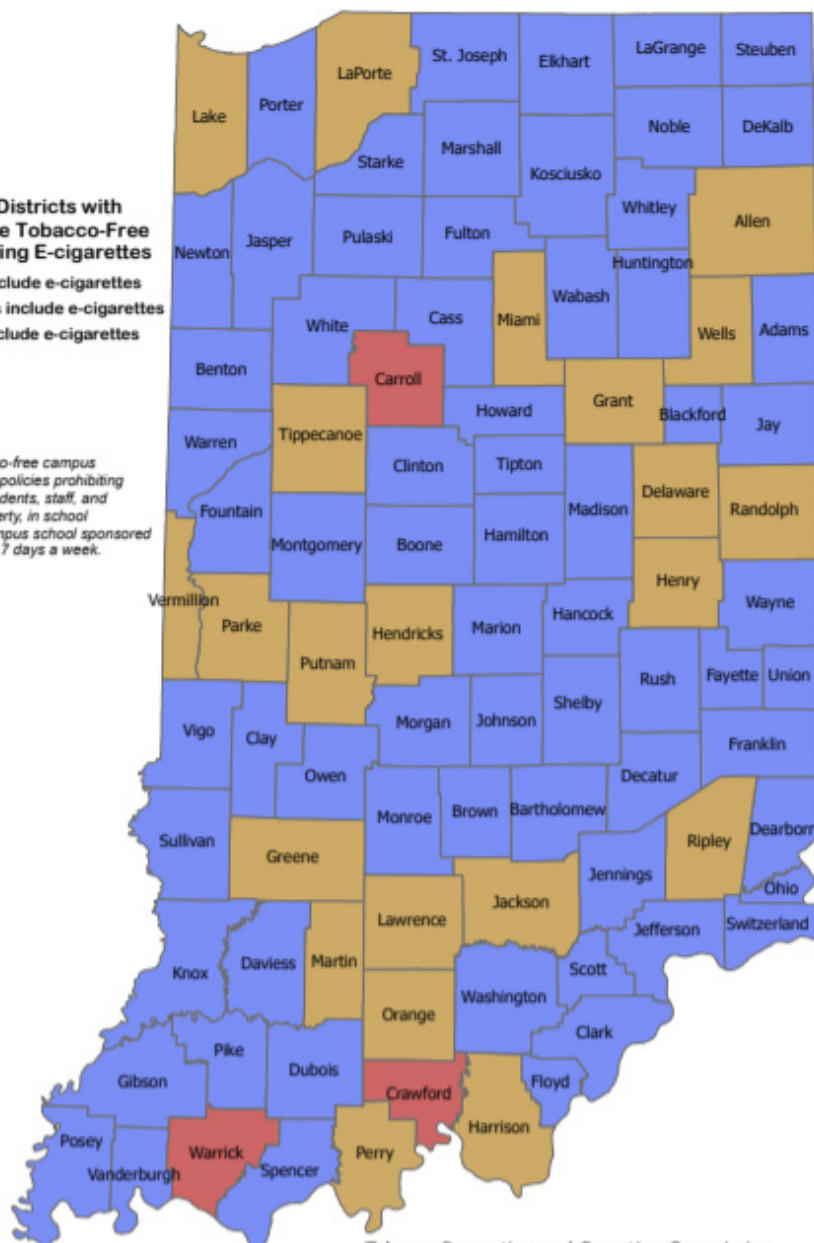 St. Joseph
Elkhart
LaGrange
Steuben
LaPorte
Porter
Lake
Noble
DeKalb
Starke
Marshall
Kosciusko
Districts with
e Tobacco-Free
ing E-cigarettes
Whitley
Allen
Newton
Jasper
Pulaski
Fulton
Huntington
nclude e-cigarettes
s include e-cigarettes
clude e-cigarettes
White
Cass
Miami
Wabash
Wells
Adams
Benton
Carroll
Grant
Howard
Blackford
Jay
Warren
Tippecanoe
Clinton
Tipton
o-free campus
policies prohibiting
dents, staff, and
erty, in school
mpus school sponsored
7 days a week.
Delaware
Randolph
Fountain
Madison
Montgomery
Boone
Hamilton
Henry
Vermillion
Parke
Hendricks
Marion
Hancock
Wayne
Putnam
Rush
Fayette
Union
Vigo
Clay
Morgan
Johnson
Shelby
Franklin
Owen
Decatur
Monroe
Brown
Bartholomew
Sullivan
Greene
Ripley
Dearborn
Jennings
Ohio
Lawrence
Jackson
Jefferson
Switzerland
Knox
Daviess
Martin
Scott
Washington
Orange
Clark
Gibson
Pike
Dubois
Crawford
Floyd
Harrison
Posey
Vanderburgh
Warrick
Spencer
Perry